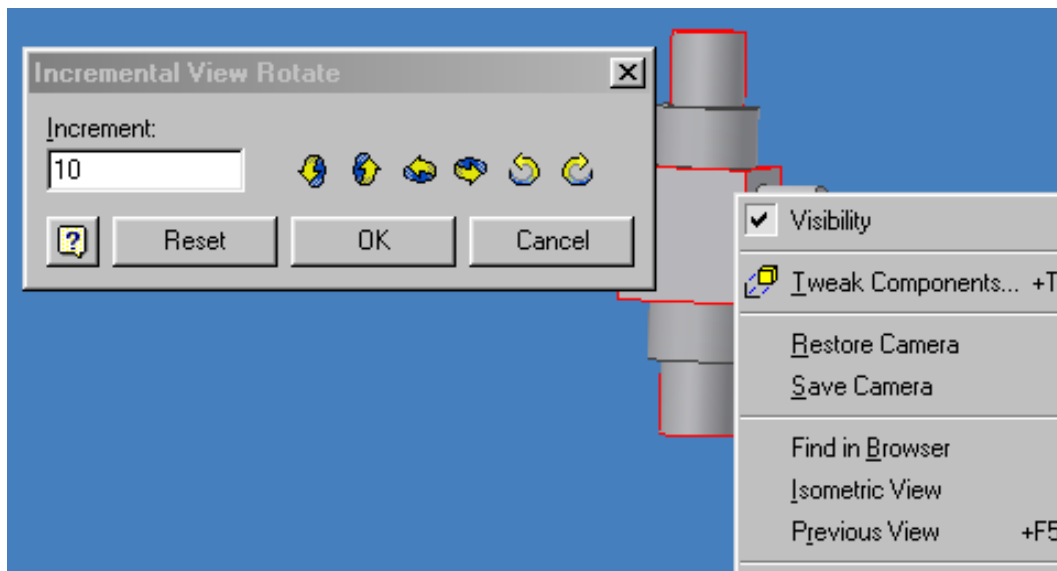 Incremental View Rotate
Increment:
10
Reset
OK
Cancel
Visibility
Tweak Components... +T
Restore Camera
Save Camera
Find in Browser
Isometric View
Previous View +F5